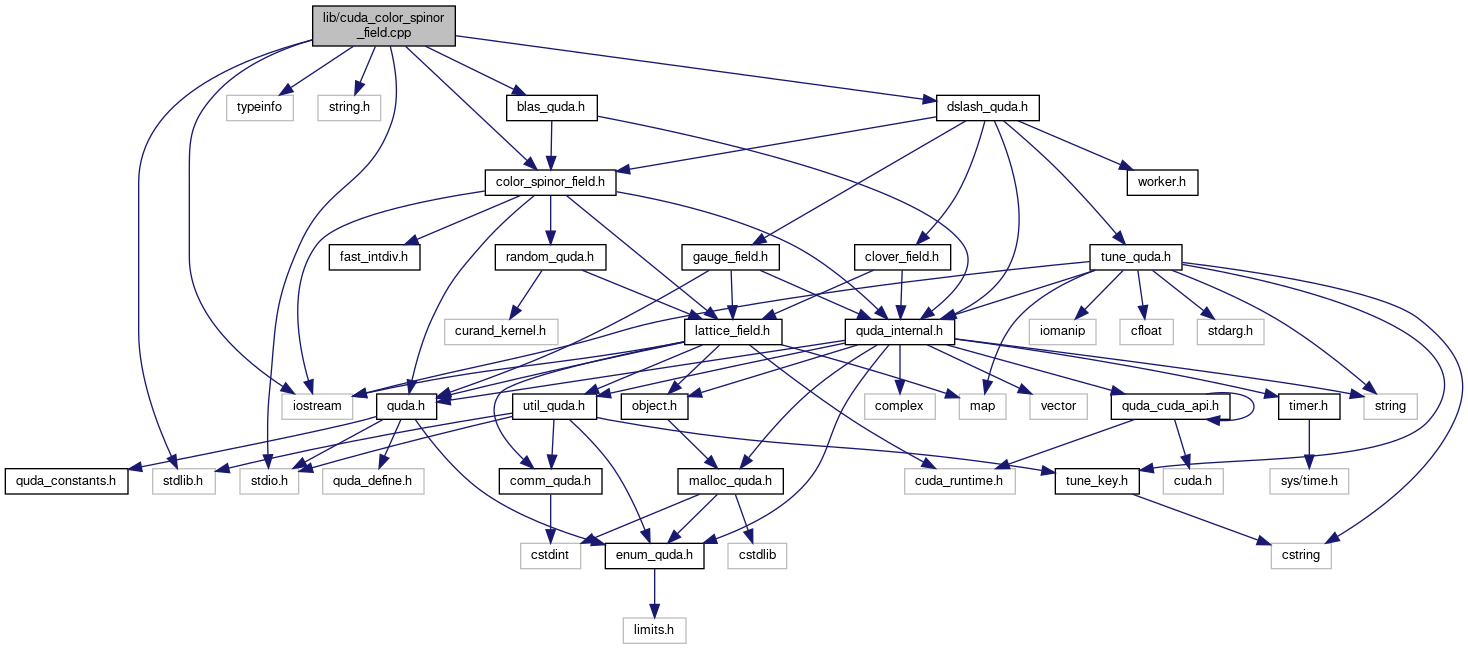 lib/cuda_color_spinor
_field.cpp
typeinfo
string.h
blas_quda.h
dslash_quda.h
color_spinor_field.h
worker.h
fast_intdiv.h
random_quda.h
gauge_field.h
clover_field.h
tune_quda.h
curand_kernel.h
lattice_field.h
quda_internal.h
iomanip
cfloat
stdarg.h
iostream
quda.h
util_quda.h
object.h
complex
map
vector
quda_cuda_api.h
timer.h
string
quda_constants.h
stdlib.h
stdio.h
quda_define.h
comm_quda.h
malloc_quda.h
cuda_runtime.h
tune_key.h
cuda.h
sys/time.h
cstdint
enum_quda.h
cstdlib
cstring
limits.h